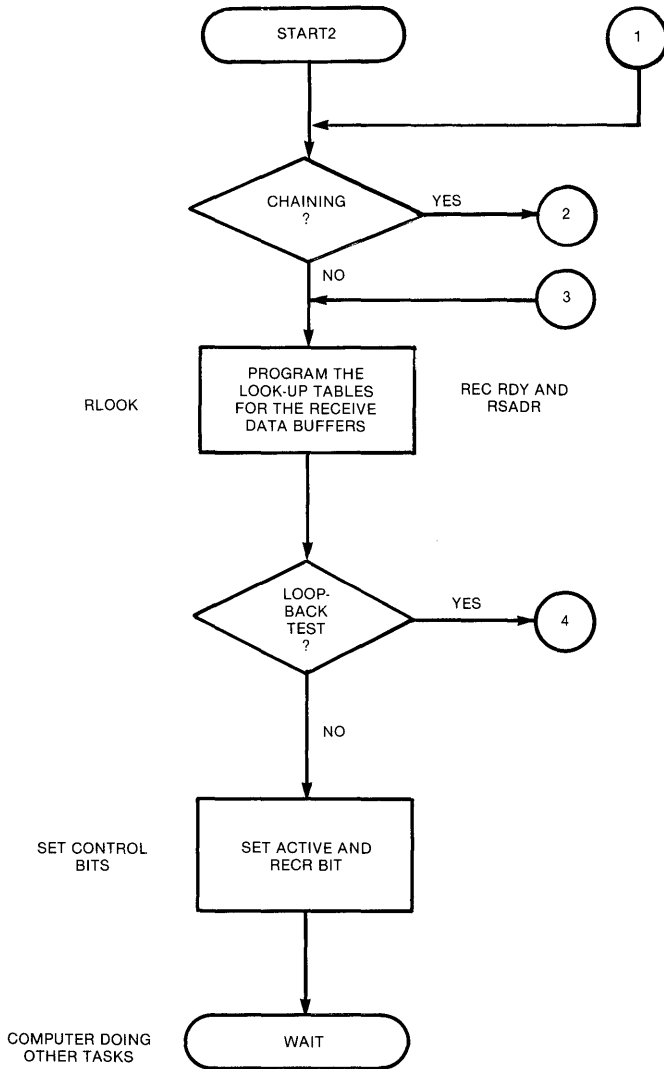 START2
1
CHAINING
?
YES
2
NO
3
PROGRAM THE
LOOK-UP TABLES
FOR THE RECEIVE
DATA BUFFERS
RLOOK
REC RDY AND
RSADR
LOOP-
BACK
TEST
?
YES
4
NO
SET CONTROL
BITS
SET ACTIVE AND
RECR BIT
COMPUTER DOING
OTHER TASKS
WAIT